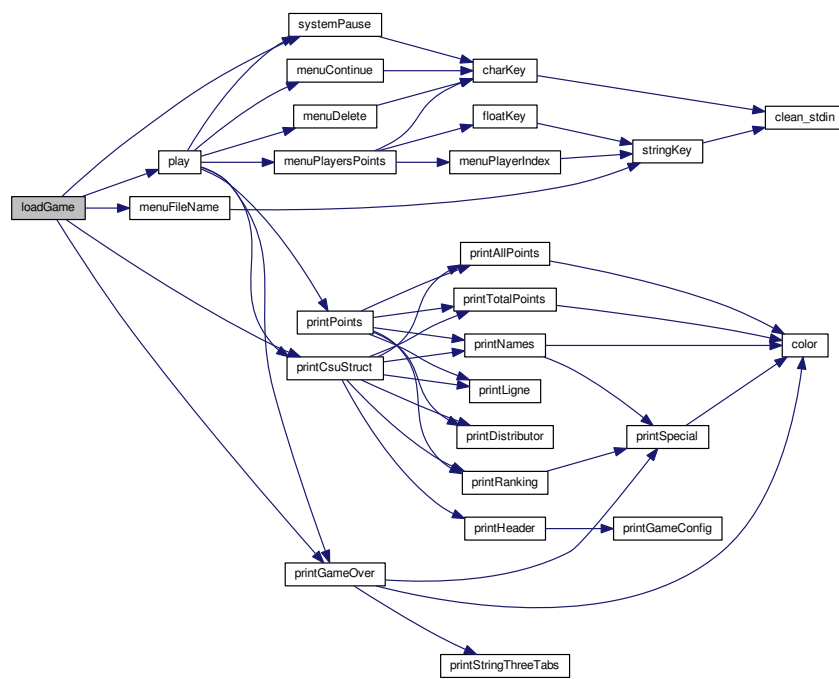 systemPause
menuContinue
charKey
menuDelete
floatKey
clean_stdin
play
menuPlayersPoints
menuPlayerIndex
stringKey
loadGame
menuFileName
printAllPoints
printTotalPoints
printPoints
printNames
color
printCsuStruct
printLigne
printDistributor
printSpecial
printRanking
printHeader
printGameConfig
printGameOver
printStringThreeTabs